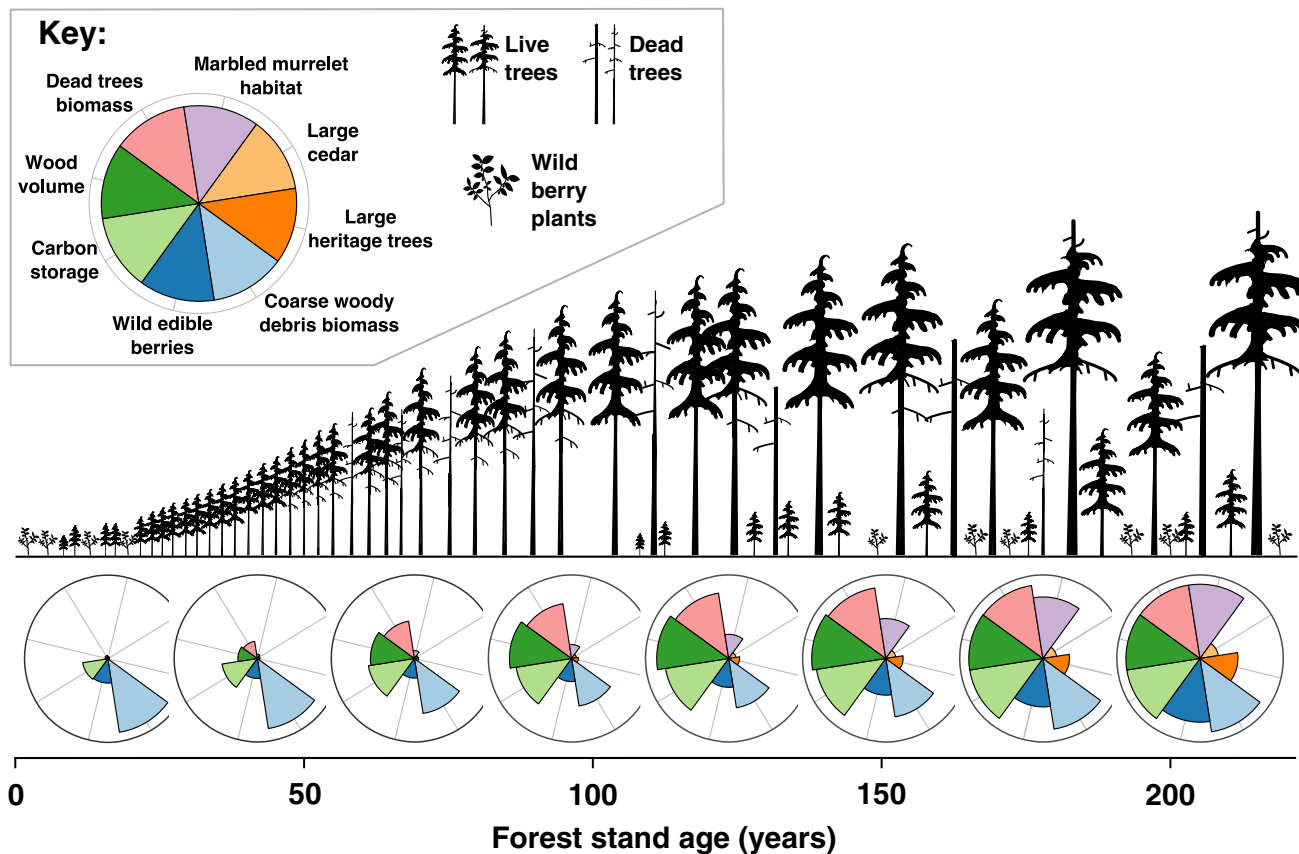 Key:
Marbled murrelet
habitat
Dead trees
biomass
Large
cedar
Wood
volume
Large
heritage trees
Carbon
storage
Coarse woody
debris biomass
Wild edible
berries
Live
trees
Dead
trees
Wild
berry
plants
0
50
100
150
200
Forest stand age (years)